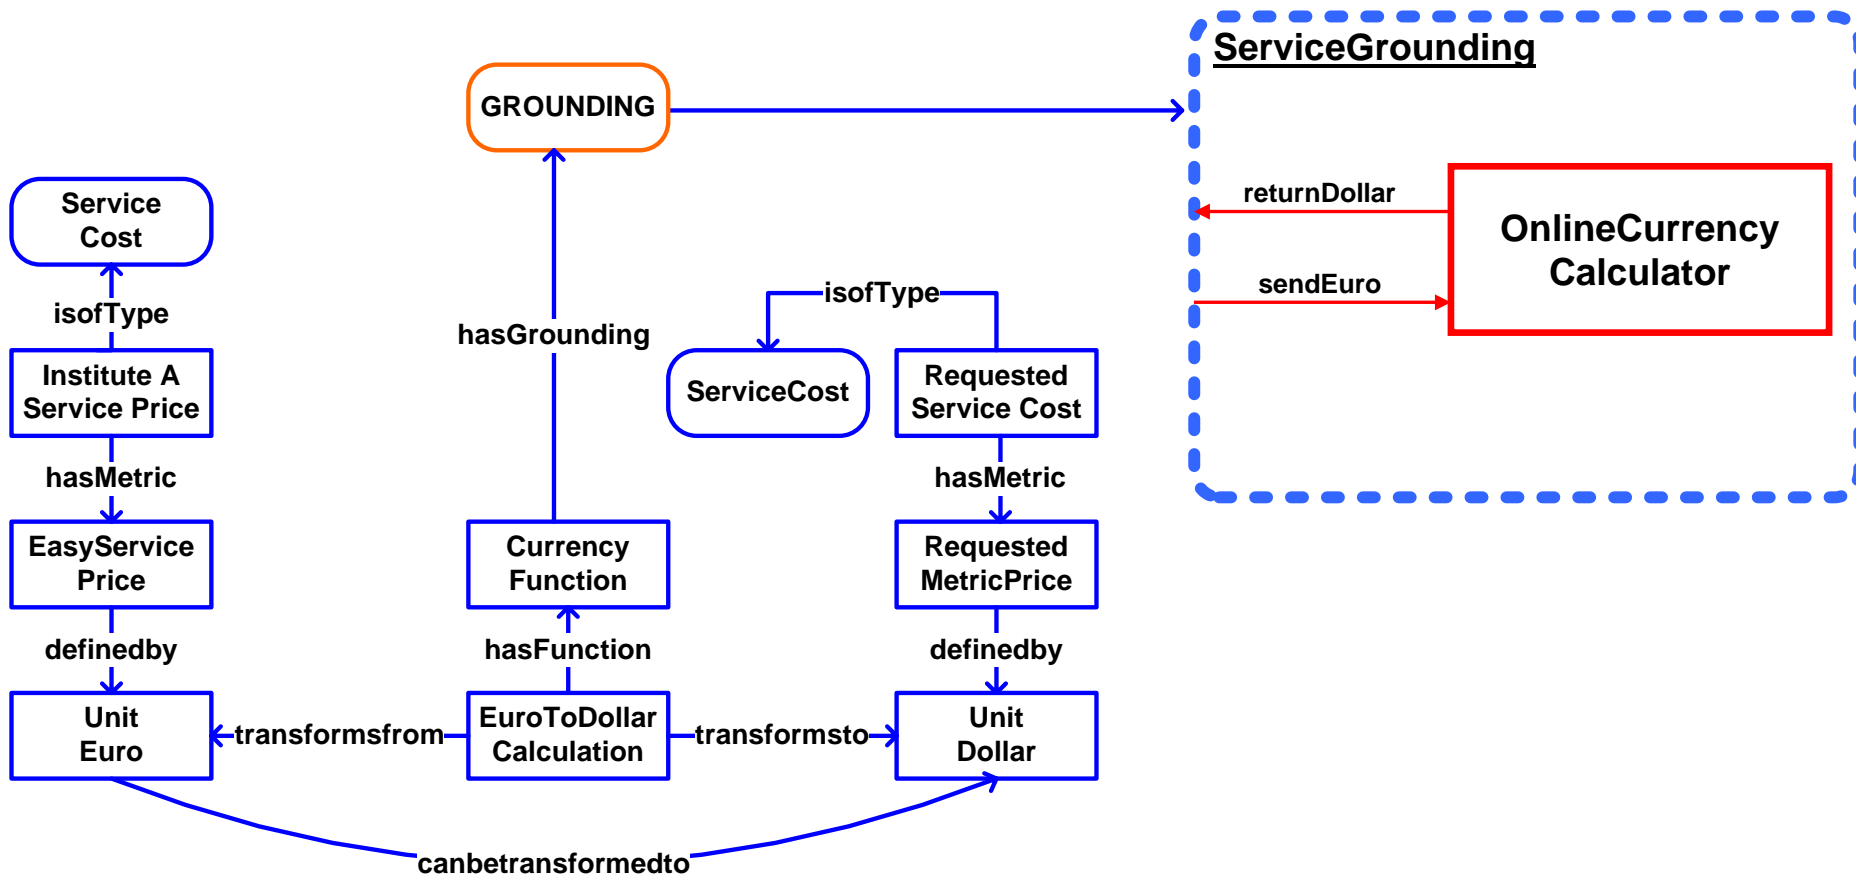 ServiceGrounding
GROUNDING
returnDollar
OnlineCurrency
Calculator
sendEuro
Service
Cost
isofType
isofType
hasGrounding
Institute A
Service Price
ServiceCost
Requested
Service Cost
hasMetric
hasMetric
EasyService
Price
Currency
Function
Requested
MetricPrice
definedby
hasFunction
definedby
Unit
Euro
transformsfrom
EuroToDollar
Calculation
transformsto
Unit
Dollar
canbetransformedto